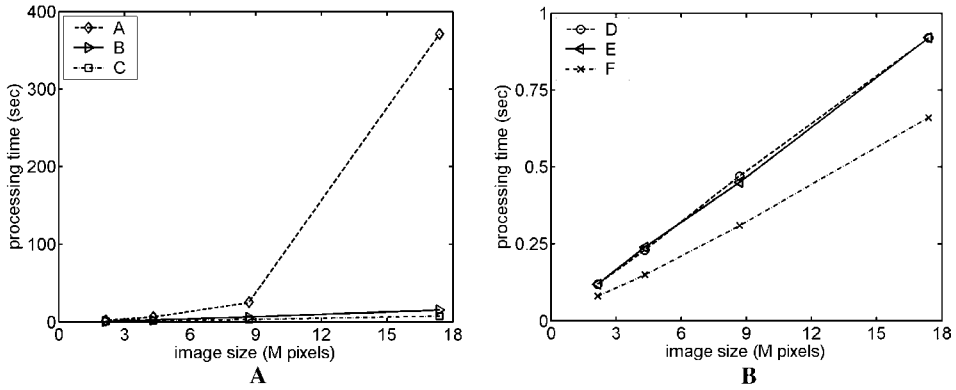 400
300
200
100
0
processing time (sec)
A
B
C
0 3 6 9 12 15 18
image size (M pixels)
A
1
0.75
0.5
0.25
0
processing time (sec)
D
E
F
0 3 6 9 12 15 18
image size (M pixels)
B